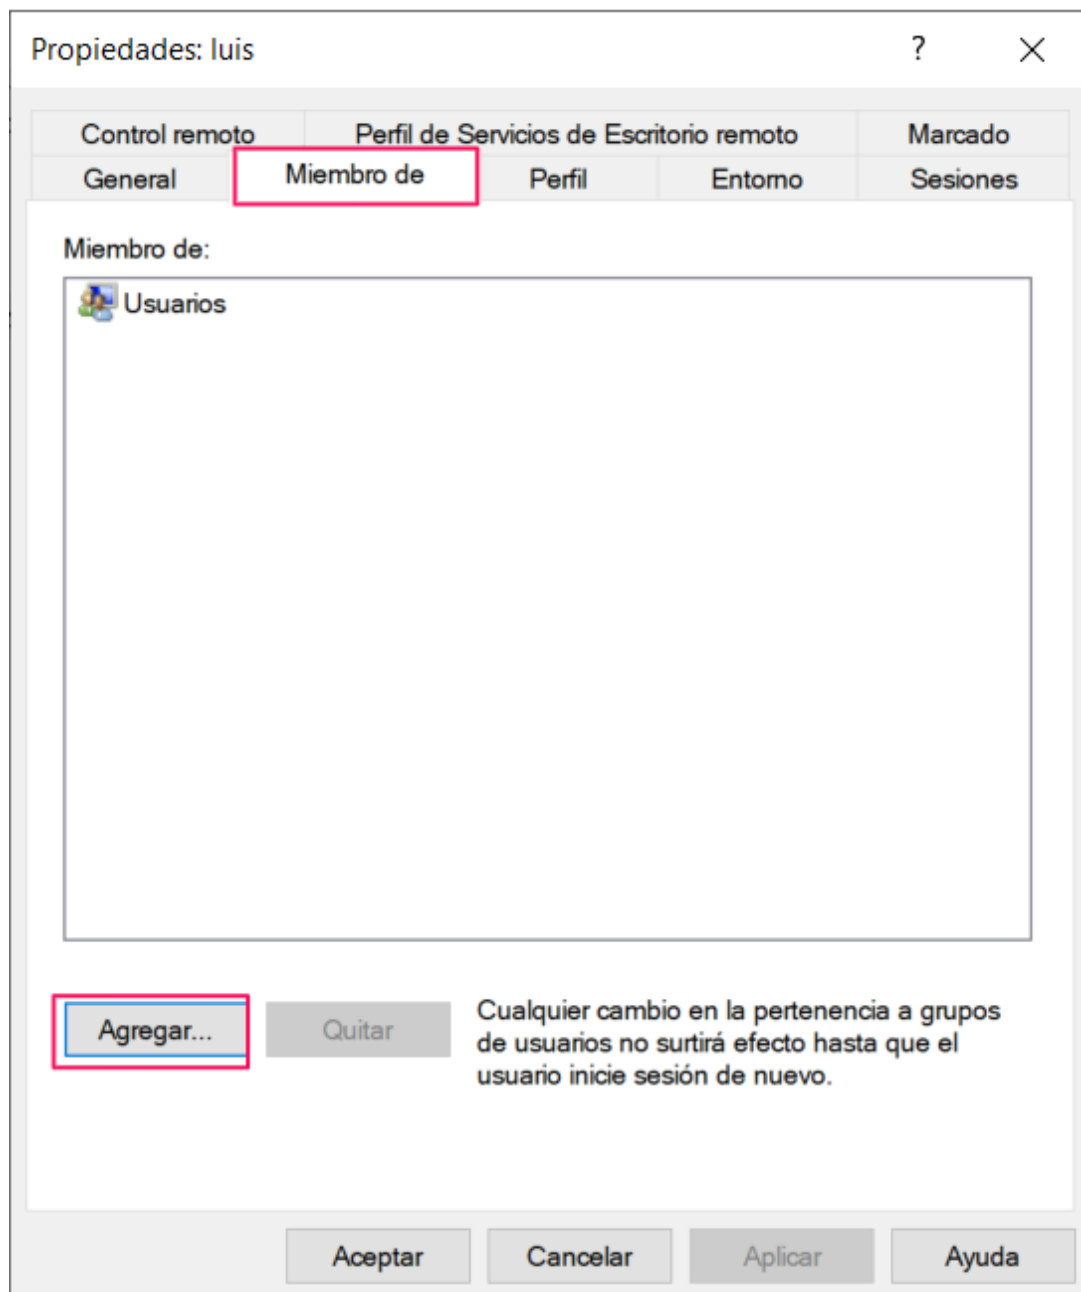 Propiedades: luis ?
Control remoto Perfil de Servicios de Escritorio remoto Marcado
General Miembro de Perfil Entorno Sesiones
Miembro de:
Usuarios
Agregar... Quitar
Cualquier cambio en la pertenencia a grupos
de usuarios no surtirá efecto hasta que el
usuario inicie sesión de nuevo.
Aceptar Cancelar Aplicar Ayuda